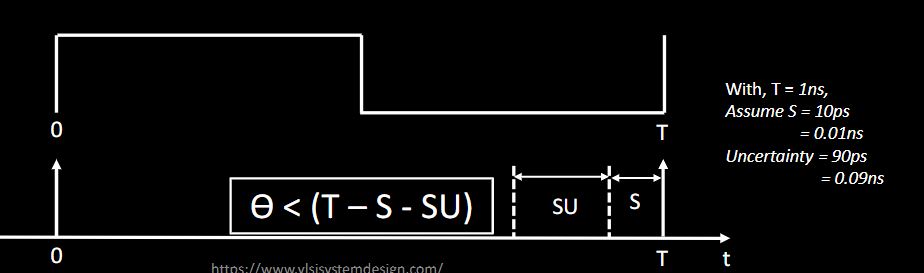 With, T = 1ns,
Assume S = 10ps
= 0.01ns
Uncertainty = 90ps
= 0.09ns
0
T
Ɵ < (T – S - SU)
SU
S
0
T
t
https://www.vlsisystemdesign.com/